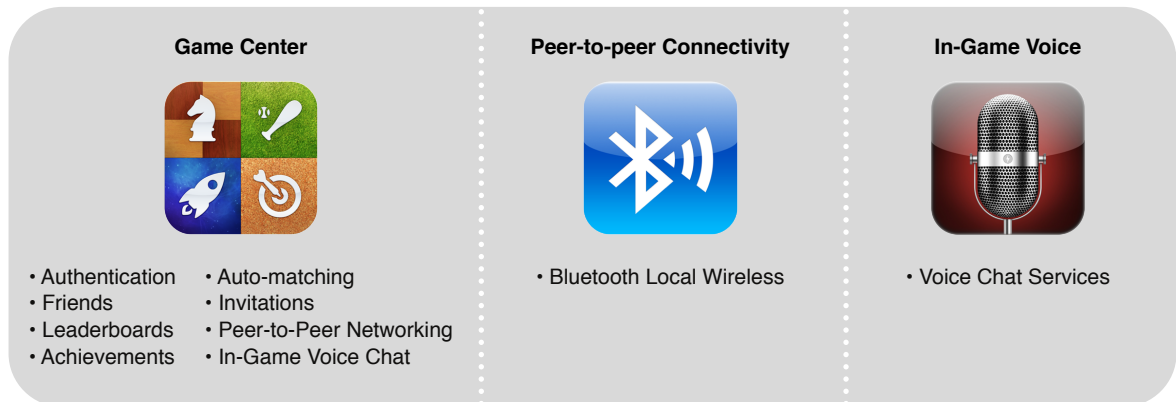 Game Center
• Authentication
• Friends
• Leaderboards
• Achievements
• Auto-matching
• Invitations
• Peer-to-Peer Networking
• In-Game Voice Chat
Peer-to-peer Connectivity
• Bluetooth Local Wireless
In-Game Voice
• Voice Chat Services